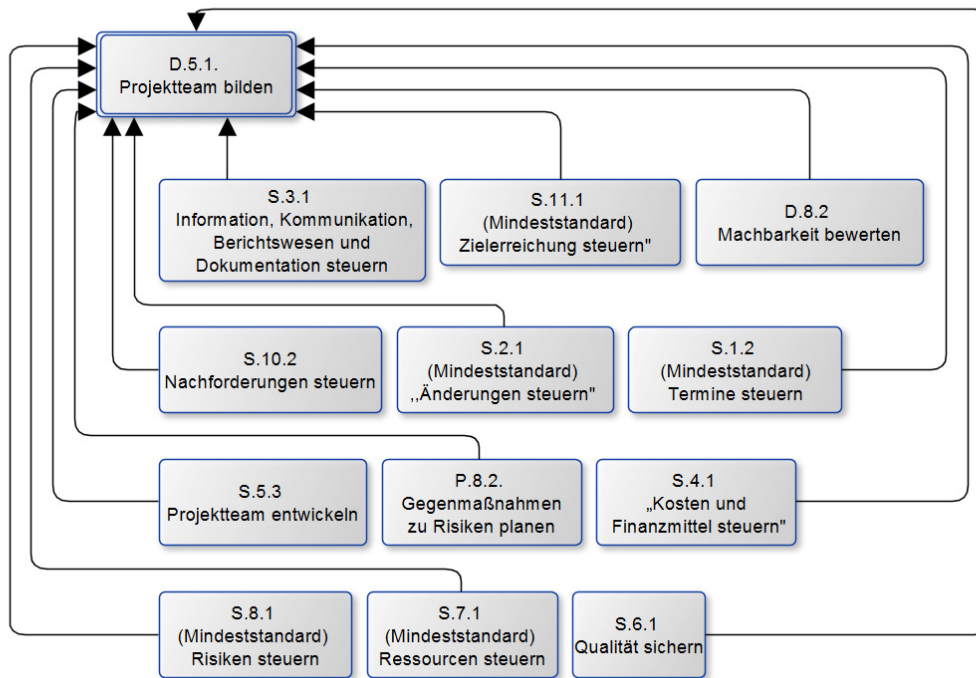 D.5.1.
Projektteam bilden
S.3.1
Information, Kommunikation,
Berichtswesen und
Dokumentation steuern
S.11.1
(Mindeststandard)
Zielerreichung steuern"
D.8.2
Machbarkeit bewerten
S.10.2
Nachforderungen steuern
S.2.1
(Mindeststandard)
,,Änderungen steuern"
S.1.2
(Mindeststandard)
Termine steuern
S.5.3
Projektteam entwickeln
P.8.2.
Gegenmaßnahmen
zu Risiken planen
S.4.1
„Kosten und
Finanzmittel steuern"
S.8.1
(Mindeststandard)
Risiken steuern
S.7.1
(Mindeststandard)
Ressourcen steuern
S.6.1
Qualität sichern